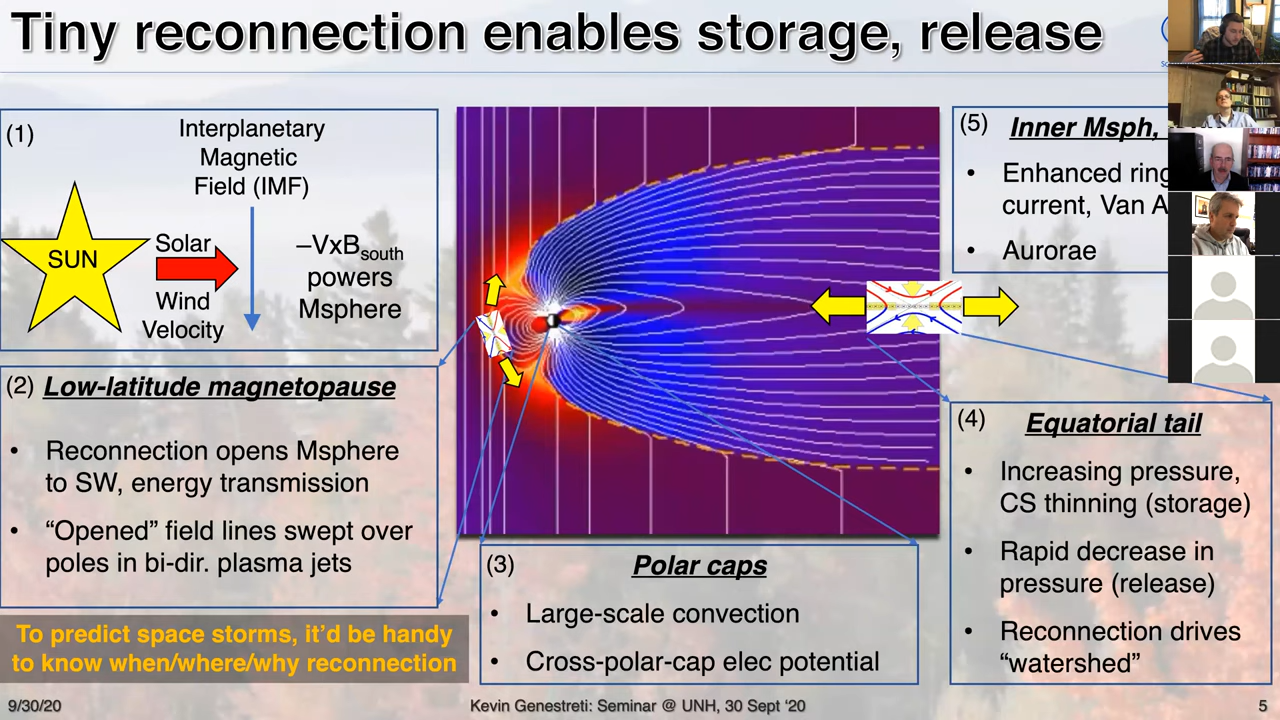 Tiny reconnection enables storage, release
(1)
Interplanetary
Magnetic
Field (IMF)
SUN
Solar
Wind
Velocity
–VxBsouth
powers
Msphere
(2) Low-latitude magnetopause
• Reconnection opens Msphere
to SW, energy transmission
• “Opened” field lines swept over
poles in bi-dir. plasma jets
To predict space storms, it’d be handy
to know when/where/why reconnection
(3) Polar caps
• Large-scale convection
• Cross-polar-cap elec potential
(5) Inner Msph,
• Enhanced ring
current, Van A
• Aurorae
(4) Equatorial tail
• Increasing pressure,
CS thinning (storage)
• Rapid decrease in
pressure (release)
• Reconnection drives
“watershed”
9/30/20
Kevin Genestreti: Seminar @ UNH, 30 Sept ‘20
5